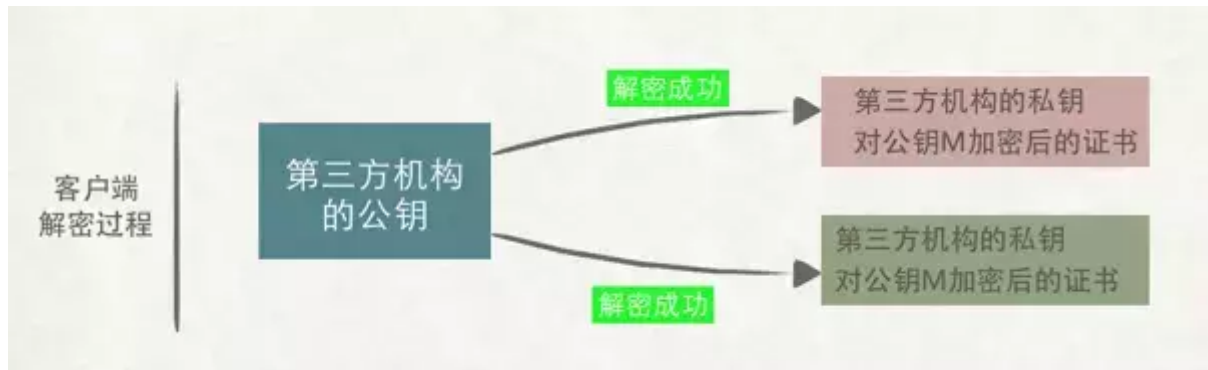 客户端
解密过程
第三方机构
的公钥
解密成功
第三方机构的私钥
对公钥M加密后的证书
解密成功
第三方机构的私钥
对公钥M加密后的证书